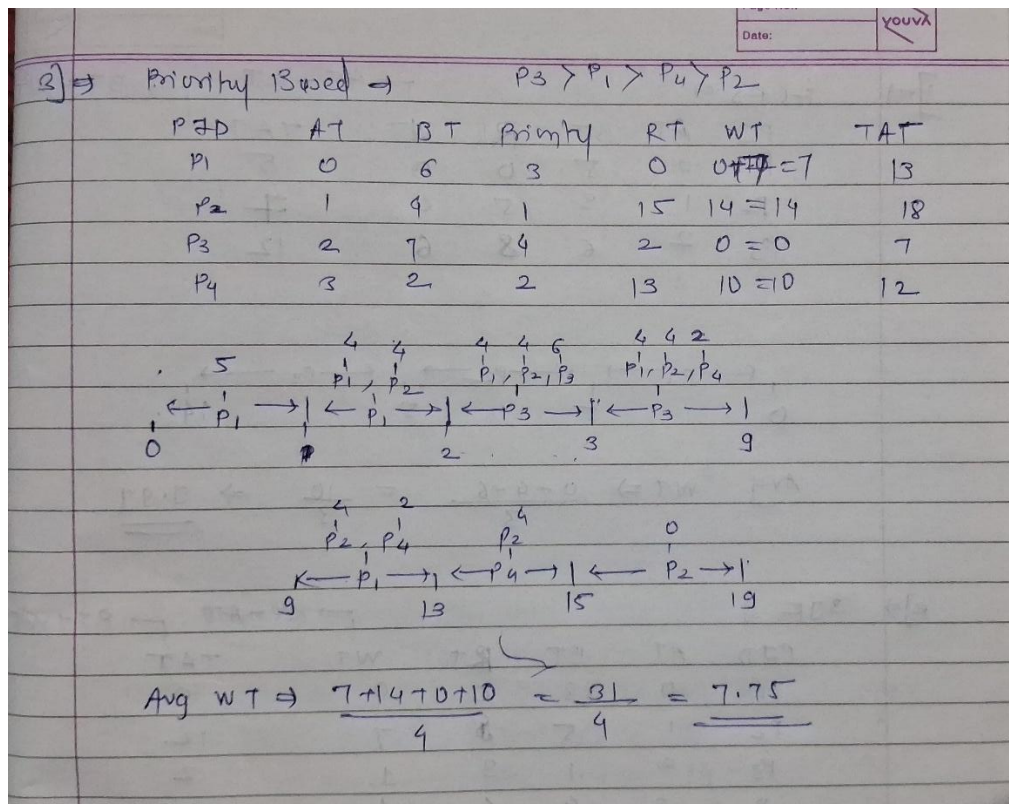 Page No.:
Date:
YOUVA
3] ⇒ Priority Based → P3 > P1 > P4 > P2
PID AT BT Priority RT WT TAT
P1 0 6 3 0 = 7 13
P2 1 4 1 15 14 = 14 18
P3 2 7 4 2 0 = 0 7
P4 3 2 2 13 10 = 10 12
5 4 4 4 4 6 4 4 2
P1, P2 P1, P2, P3 P1, P2, P4
← P1 →| ← P1 →| ← P3 →| ← P3 →|
0 1 2 3 9
4 2 4 0
P2, P4 P2
← P1 →| ← P4 →| ← P2 →|
9 13 15 19
Avg WT ⇒ 7+14+0+10 / 4 = 31 / 4 = 7.75